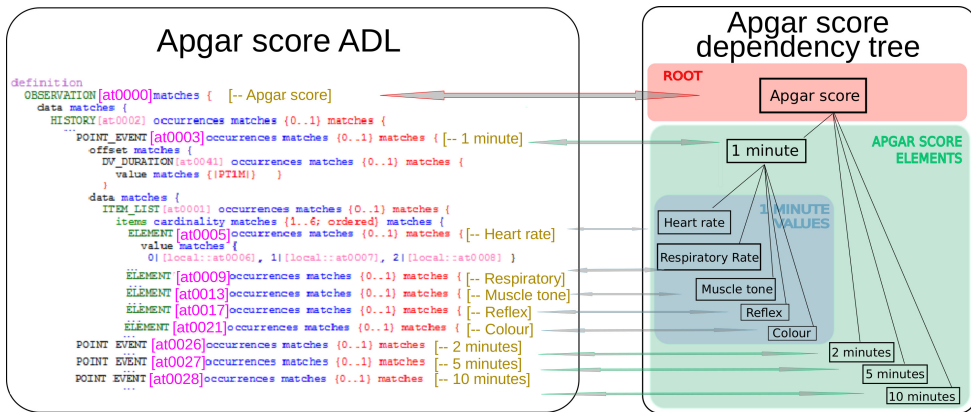 Apgar score ADL
definition
OBSERVATION [at0000] matches { [-- Apgar score]
data matches {
HISTORY[at0002] occurrences matches {0..1} matches {
...
POINT_EVENT [at0003] occurrences matches {0..1} matches { [-- 1 minute]
offset matches {
DV_DURATION[at0041] occurrences matches {0..1} matches {
value matches {|PT1M|} }
}
data matches {
ITEM_LIST[at0001] occurrences matches {0..1} matches {
items cardinality matches {1..6; ordered} matches {
ELEMENT [at0005] occurrences matches {0..1} matches { [-- Heart rate]
value matches {
0|[local::at0006], 1|[local::at0007], 2|[local::at0008] }
...
ELEMENT [at0009] occurrences matches {0..1} matches { [-- Respiratory]
...
ELEMENT [at0013] occurrences matches {0..1} matches { [-- Muscle tone]
...
ELEMENT [at0017] occurrences matches {0..1} matches { [-- Reflex]
...
ELEMENT [at0021] occurrences matches {0..1} matches { [-- Colour]
...
POINT EVENT [at0026] occurrences matches {0..1} matches [-- 2 minutes]
...
POINT EVENT [at0027] occurrences matches {0..1} matches [-- 5 minutes]
...
POINT EVENT [at0028] occurrences matches {0..1} matches [-- 10 minutes]
...
Apgar score
dependency tree
ROOT
Apgar score
APGAR SCORE
ELEMENTS
1 minute
1 MINUTE
VALUES
Heart rate
Respiratory Rate
Muscle tone
Reflex
Colour
2 minutes
5 minutes
10 minutes